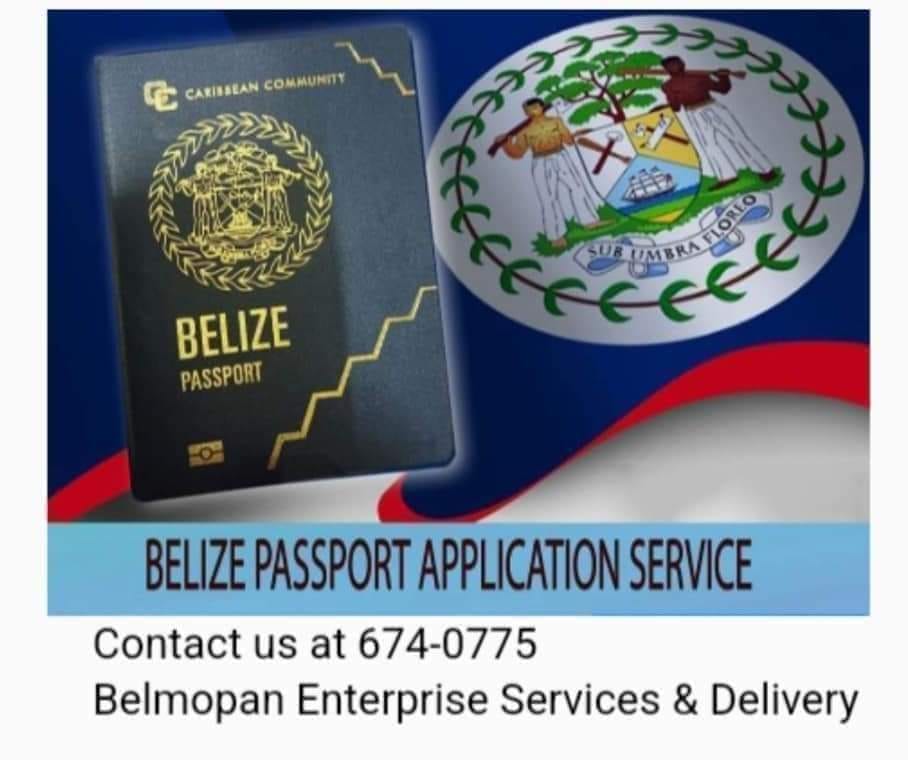 CARIBBEAN COMMUNITY
BELIZE
PASSPORT
SUB UMBRA FLOREO
BELIZE PASSPORT APPLICATION SERVICE
Contact us at 674-0775
Belmopan Enterprise Services & Delivery